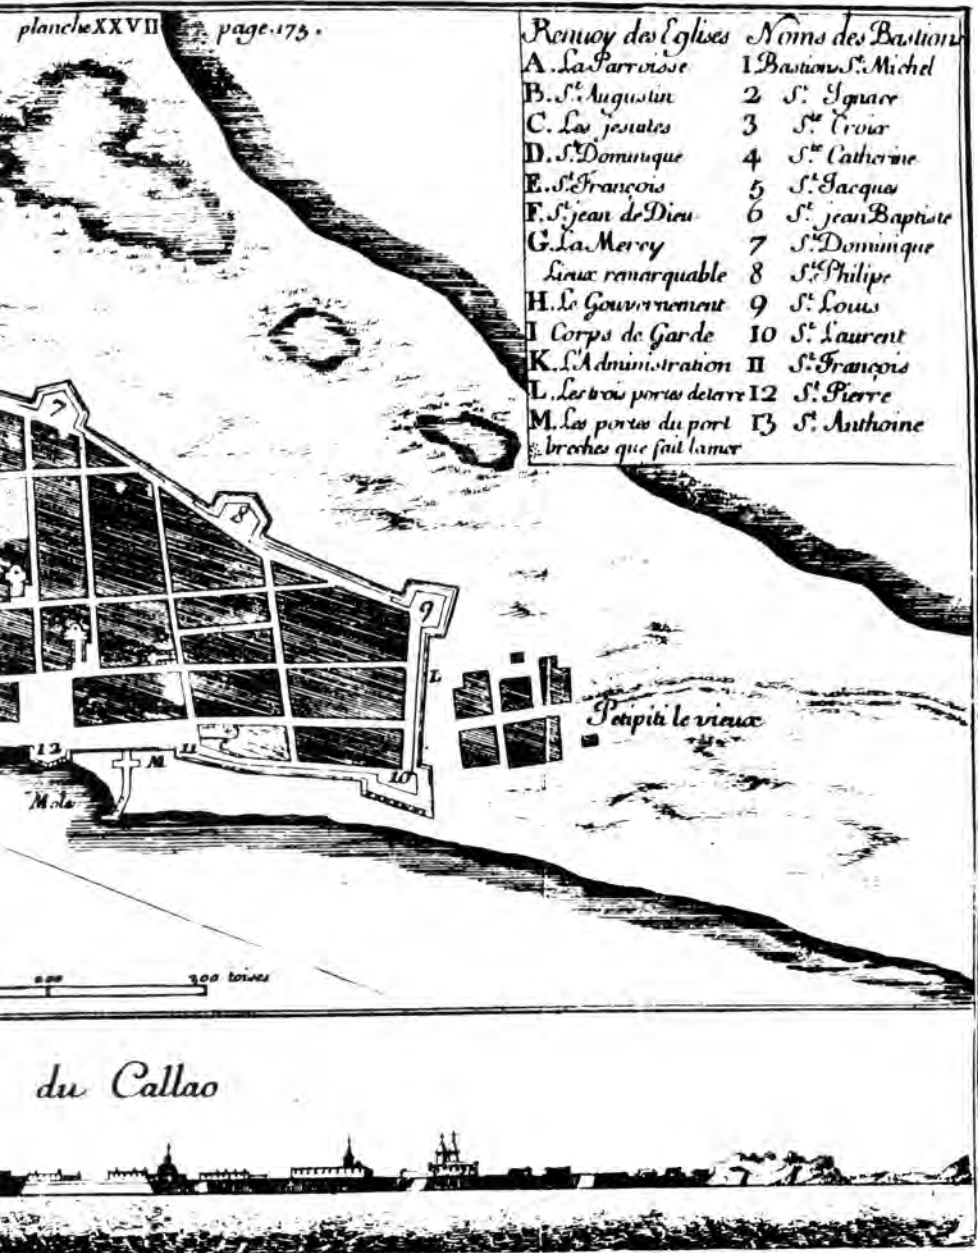 planche XXVII page. 173.
Renvoy des Eglises
A. La Parroisse
B. St. Augustin
C. Les jesuites
D. St. Dominique
E. St. François
F. St. jean de Dieu
G. La Mercy
Lieux remarquable
H. Le Gouvernement
I Corps de Garde
K. L'Administration
L. Les trois portes de terre
M. Les portes du port
breches que fait la mer
Noms des Bastions
1 Bastions St. Michel
2 St. Ygnace
3 Ste. Croix
4 Ste. Catherine
5 St. Jacques
6 St. jean Baptiste
7 St. Dominique
8 St. Philipe
9 St. Louis
10 St. Laurent
11 St. François
12 St. Pierre
13 St. Anthoine
7
8
9
L
Petipiti le vieux
12
M
11
10
Mole
200 300 toises
du Callao